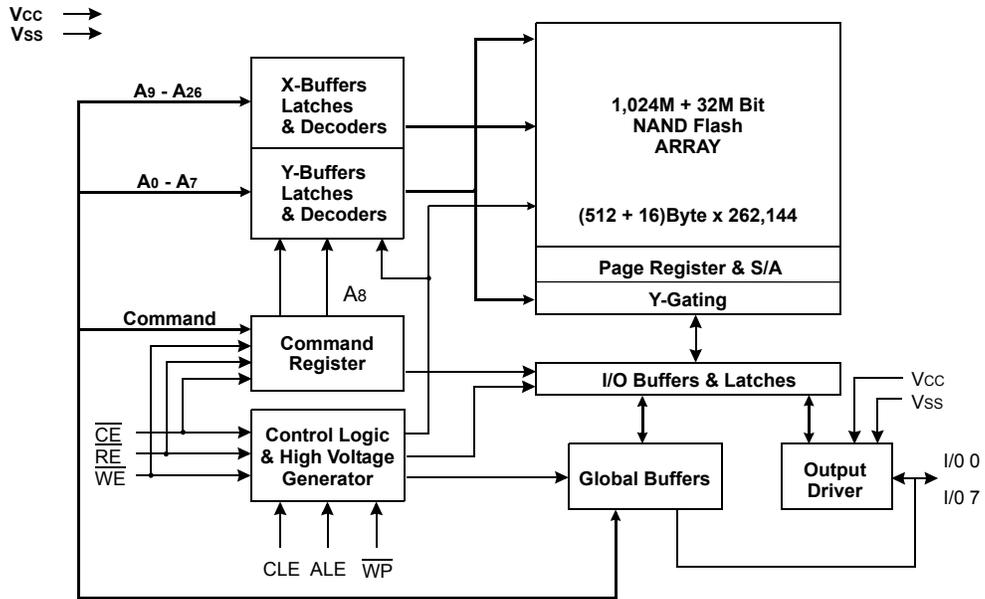 VCC
VSS
A9 - A26
X-Buffers
Latches
& Decoders
A0 - A7
Y-Buffers
Latches
& Decoders
1,024M + 32M Bit
NAND Flash
ARRAY
(512 + 16)Byte x 262,144
Page Register & S/A
Y-Gating
A8
Command
Command
Register
I/O Buffers & Latches
VCC
VSS
CE
RE
WE
Control Logic
& High Voltage
Generator
Global Buffers
Output
Driver
I/0 0
I/0 7
CLE ALE WP